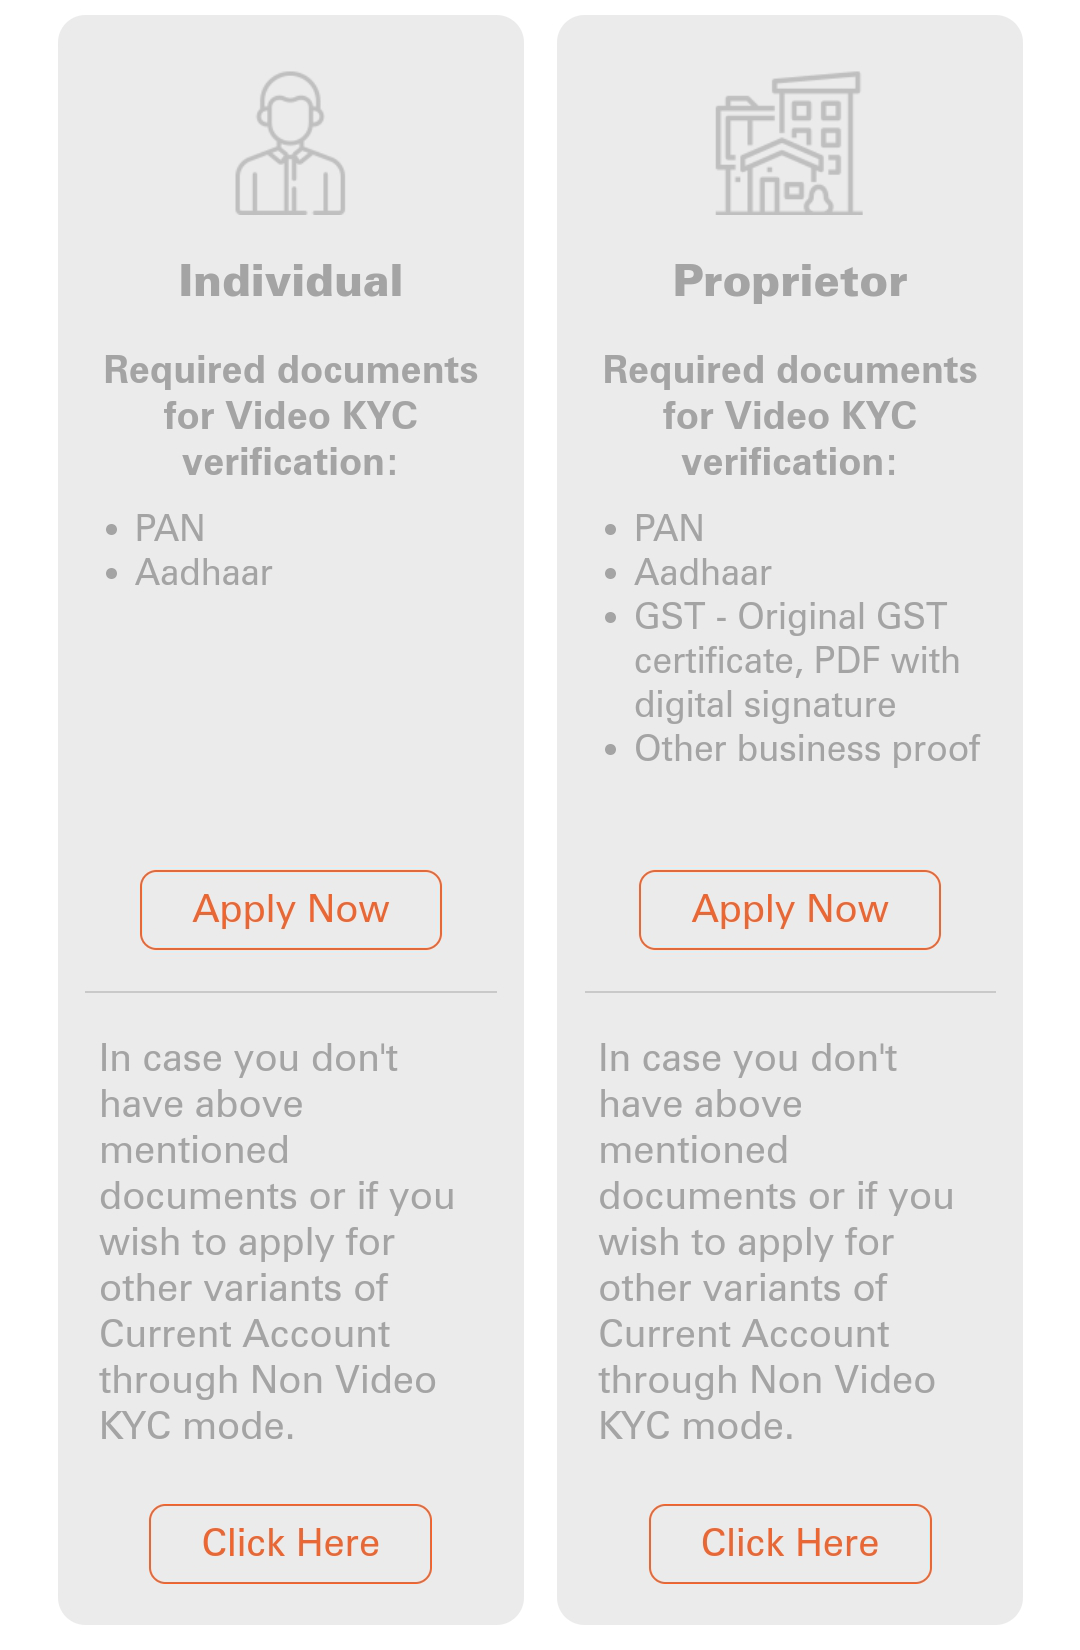 Individual
Required documents
for Video KYC
verification:
• PAN
• Aadhaar
Apply Now
In case you don't
have above
mentioned
documents or if you
wish to apply for
other variants of
Current Account
through Non Video
KYC mode.
Click Here
Proprietor
Required documents
for Video KYC
verification:
• PAN
• Aadhaar
• GST - Original GST
certificate, PDF with
digital signature
• Other business proof
Apply Now
In case you don't
have above
mentioned
documents or if you
wish to apply for
other variants of
Current Account
through Non Video
KYC mode.
Click Here